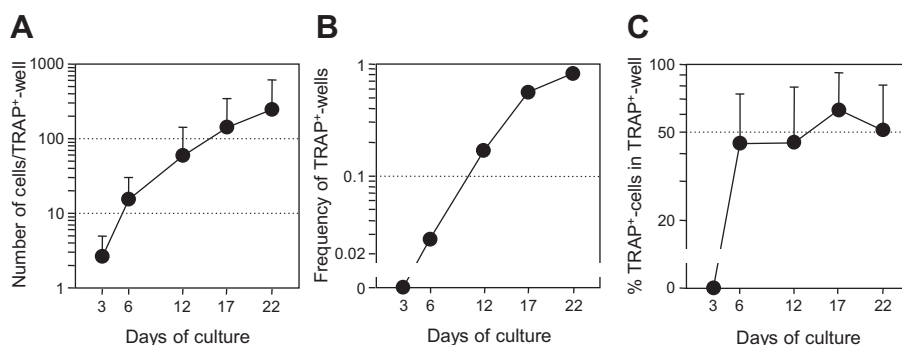 A
Number of cells/TRAP⁺-well
1000
100
10
1
3 6 12 17 22
Days of culture
B
Frequency of TRAP⁺-wells
1
0.1
0.02
0
3 6 12 17 22
Days of culture
C
% TRAP⁺-cells in TRAP⁺-well
100
50
20
0
3 6 12 17 22
Days of culture